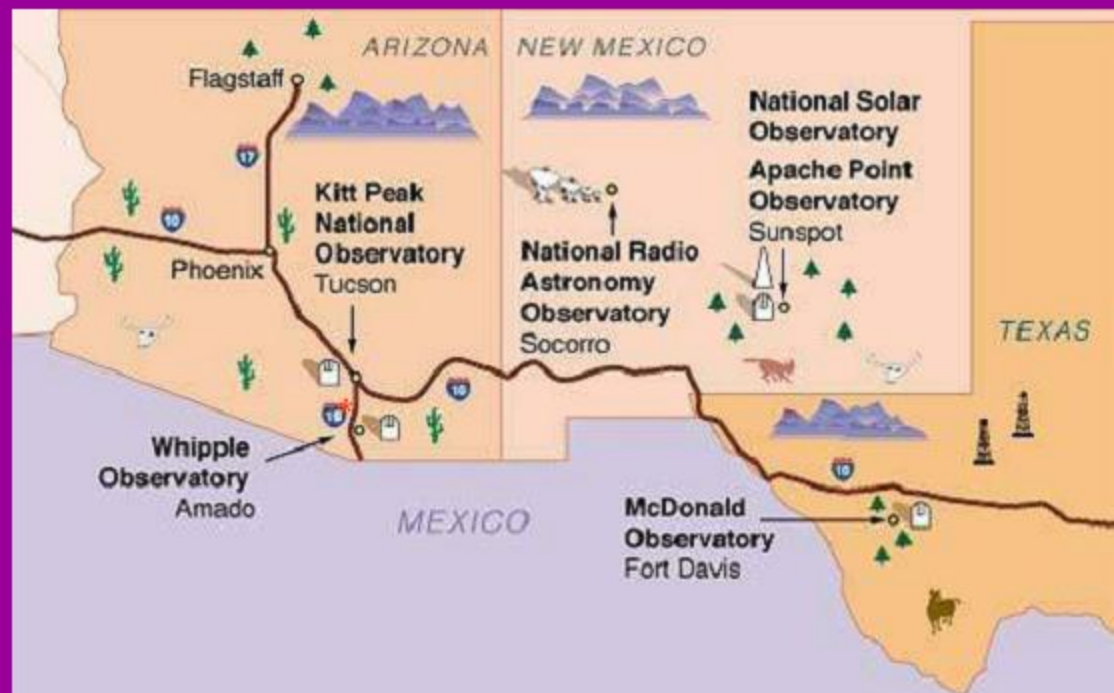 ARIZONA
NEW MEXICO
Flagstaff
National Solar
Observatory
17
Kitt Peak
National
Observatory
Tucson
Apache Point
Observatory
Sunspot
10
Phoenix
National Radio
Astronomy
Observatory
Socorro
TEXAS
10
Whipple
Observatory
Amado
10
MEXICO
McDonald
Observatory
Fort Davis